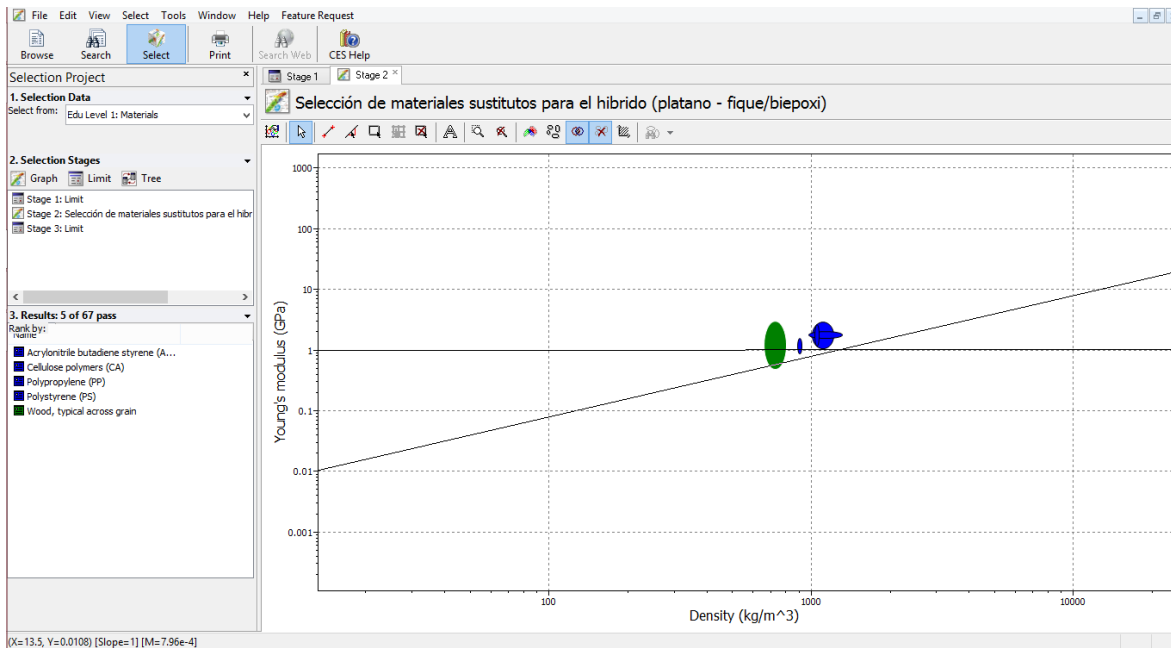 File Edit View Select Tools Window Help Feature Request
Browse Search Select Print Search Web CES Help
Selection Project
1. Selection Data
Select from: Edu Level 1: Materials
2. Selection Stages
Graph Limit Tree
Stage 1: Limit
Stage 2: Selección de materiales sustitutos para el hibr
Stage 3: Limit
3. Results: 5 of 67 pass
Rank by:
Name
Acrylonitrile butadiene styrene (A...
Cellulose polymers (CA)
Polypropylene (PP)
Polystyrene (PS)
Wood, typical across grain
Stage 1 Stage 2
Selección de materiales sustitutos para el hibrido (platano - fique/biepoxi)
Young's modulus (GPa)
1000
100
10
1
0.1
0.01
0.001
100 1000 10000
Density (kg/m^3)
(X=13.5, Y=0.0108) [Slope=1] [M=7.96e-4]